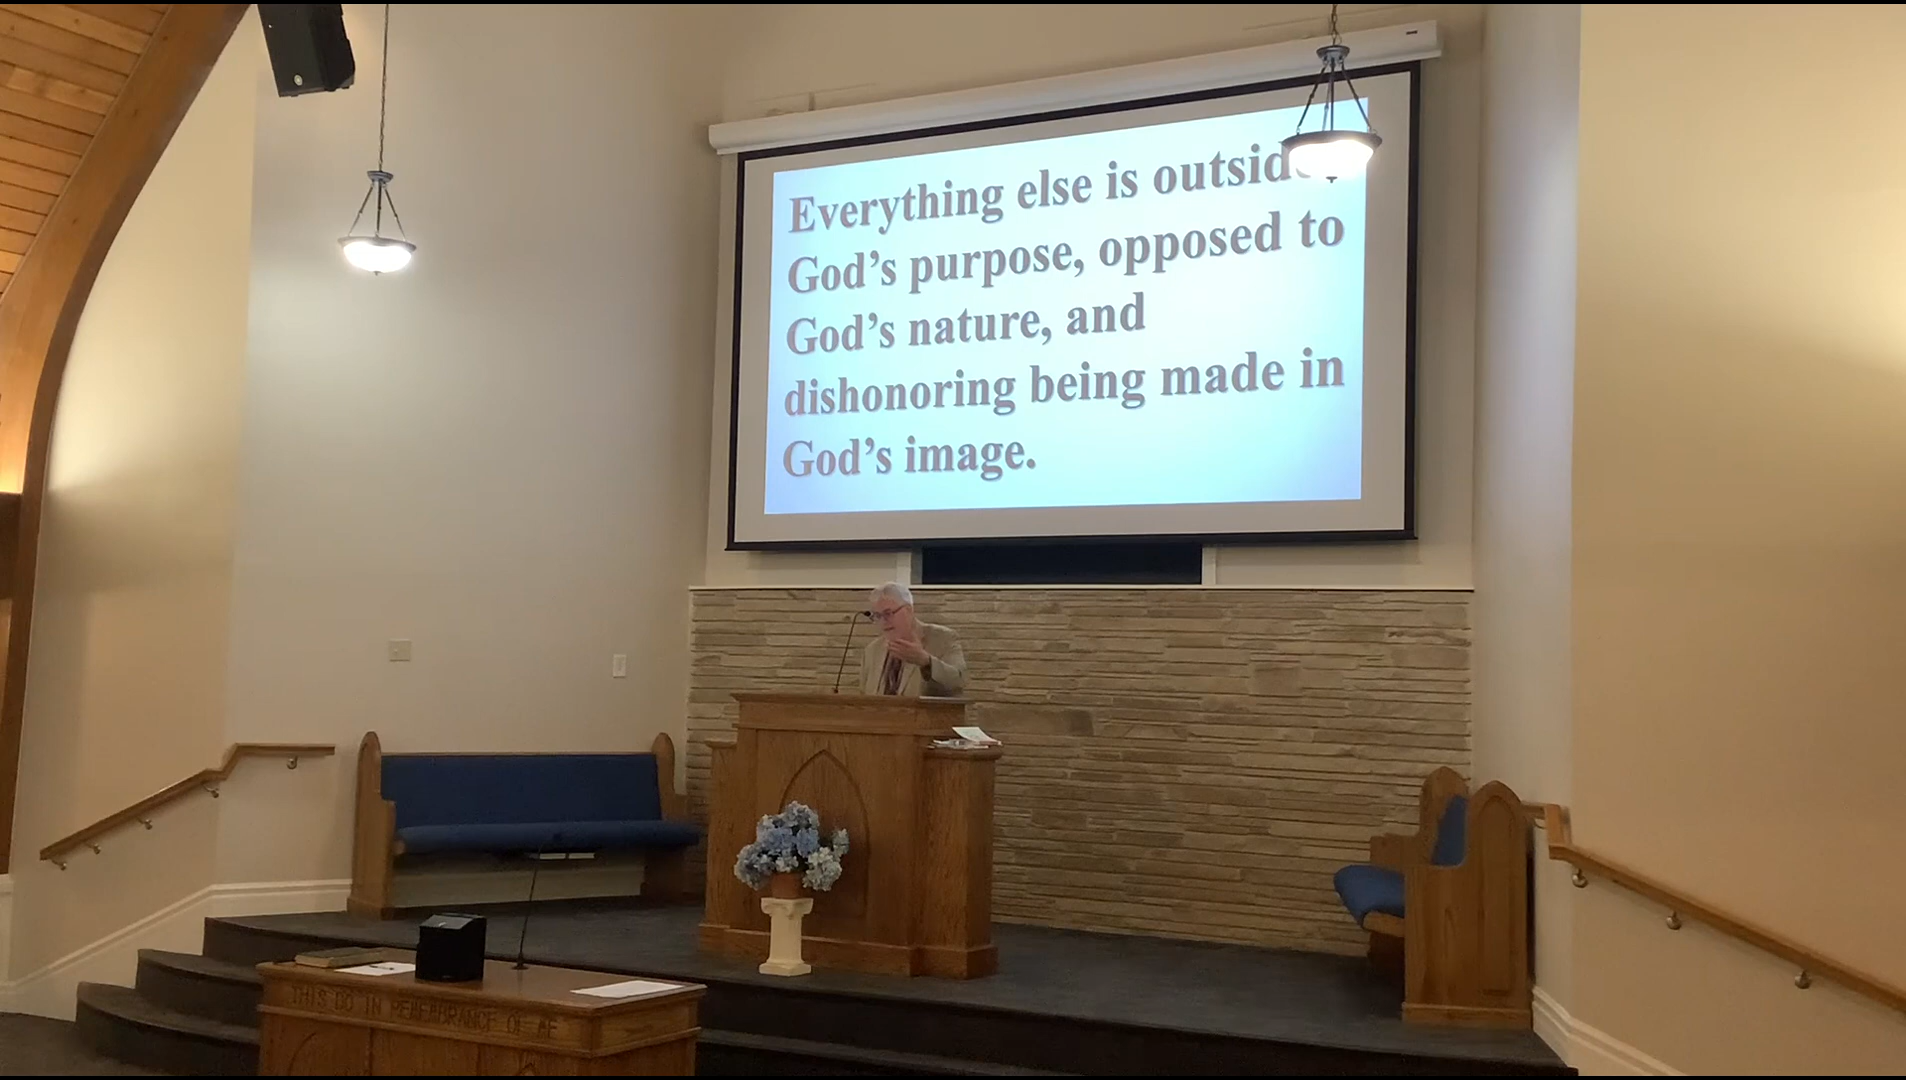 Everything else is outside
God’s purpose, opposed to
God’s nature, and
dishonoring being made in
God’s image.
THIS DO IN REMEMBRANCE OF ME